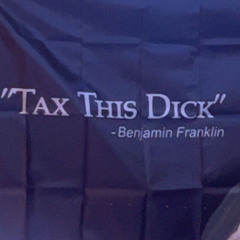 "TAX THIS DICK"
-Benjamin Franklin